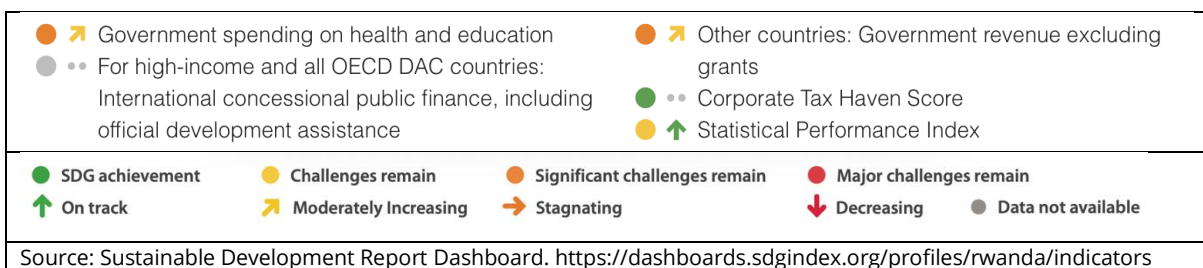 Government spending on health and education
For high-income and all OECD DAC countries:
International concessional public finance, including
official development assistance
Other countries: Government revenue excluding
grants
Corporate Tax Haven Score
Statistical Performance Index
SDG achievement Challenges remain Significant challenges remain Major challenges remain
On track Moderately Increasing Stagnating Decreasing Data not available
Source: Sustainable Development Report Dashboard. https://dashboards.sdgindex.org/profiles/rwanda/indicators